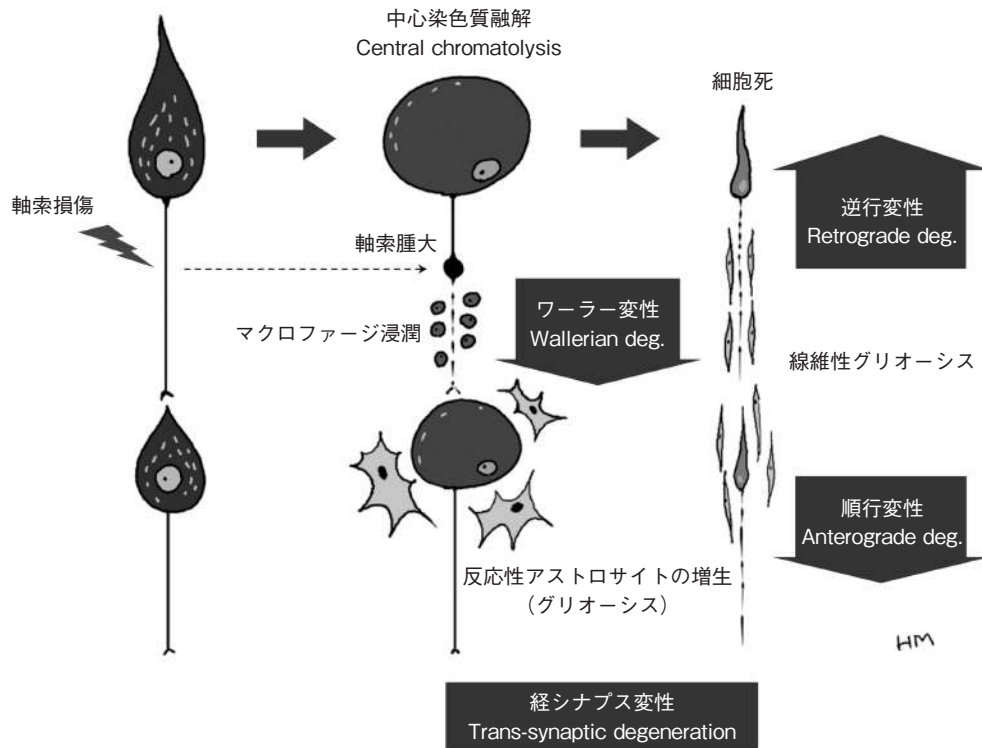 中心染色質融解
Central chromatolysis
細胞死
軸索損傷
逆行変性
Retrograde deg.
軸索腫大
マクロファージ浸潤
ワーラー変性
Wallerian deg.
線維性グリオーシス
順行変性
Anterograde deg.
反応性アストロサイトの増生
（グリオーシス）
HM
経シナプス変性
Trans-synaptic degeneration